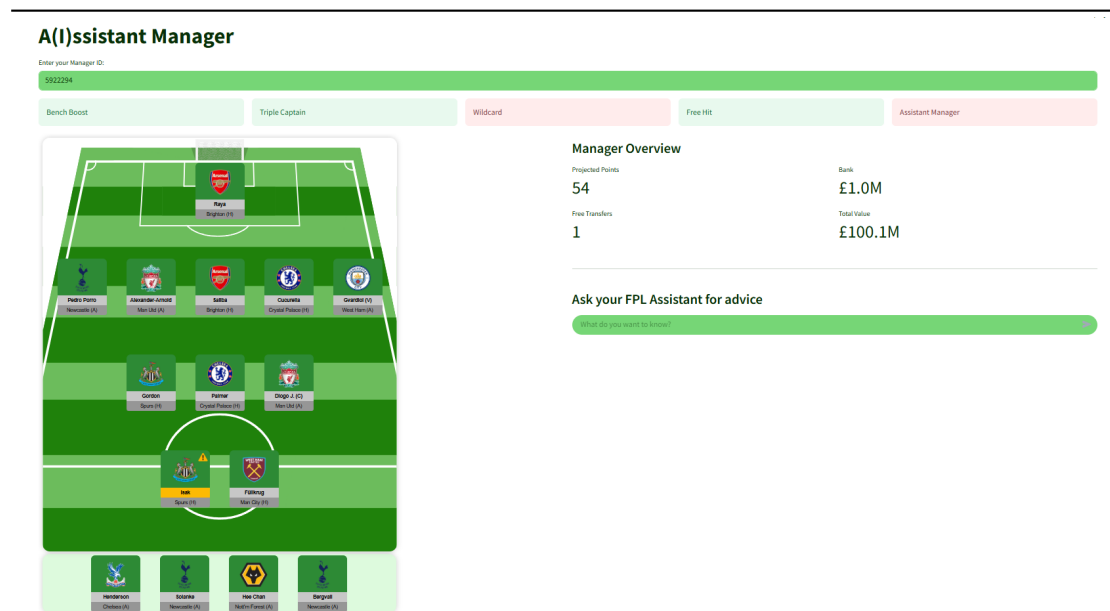 A(I)ssistant Manager
Enter your Manager ID:
5922294
Bench Boost
Triple Captain
Wildcard
Free Hit
Assistant Manager
Raya
Brighton (H)
Pedro Porro
Newcastle (A)
Alexander-Arnold
Man Utd (A)
Saliba
Brighton (H)
Cucurella
Crystal Palace (H)
Gvardiol (V)
West Ham (A)
Gordon
Spurs (H)
Palmer
Crystal Palace (H)
Diogo J. (C)
Man Utd (A)
Isak
Spurs (H)
Füllkrug
Man City (H)
Henderson
Chelsea (A)
Solanke
Newcastle (A)
Hee Chan
Nott'm Forest (A)
Bergvall
Newcastle (A)
Manager Overview
Projected Points
54
Bank
£1.0M
Free Transfers
1
Total Value
£100.1M
Ask your FPL Assistant for advice
What do you want to know?